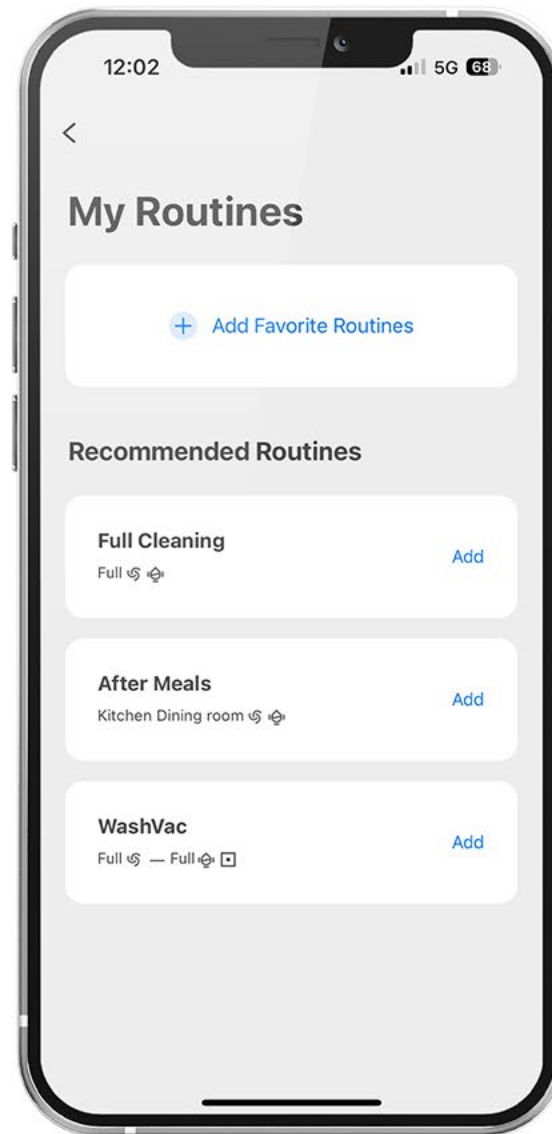 12:02
5G 68
My Routines
+ Add Favorite Routines
Recommended Routines
Full Cleaning
Full
Add
After Meals
Kitchen Dining room
Add
WashVac
Full — Full
Add